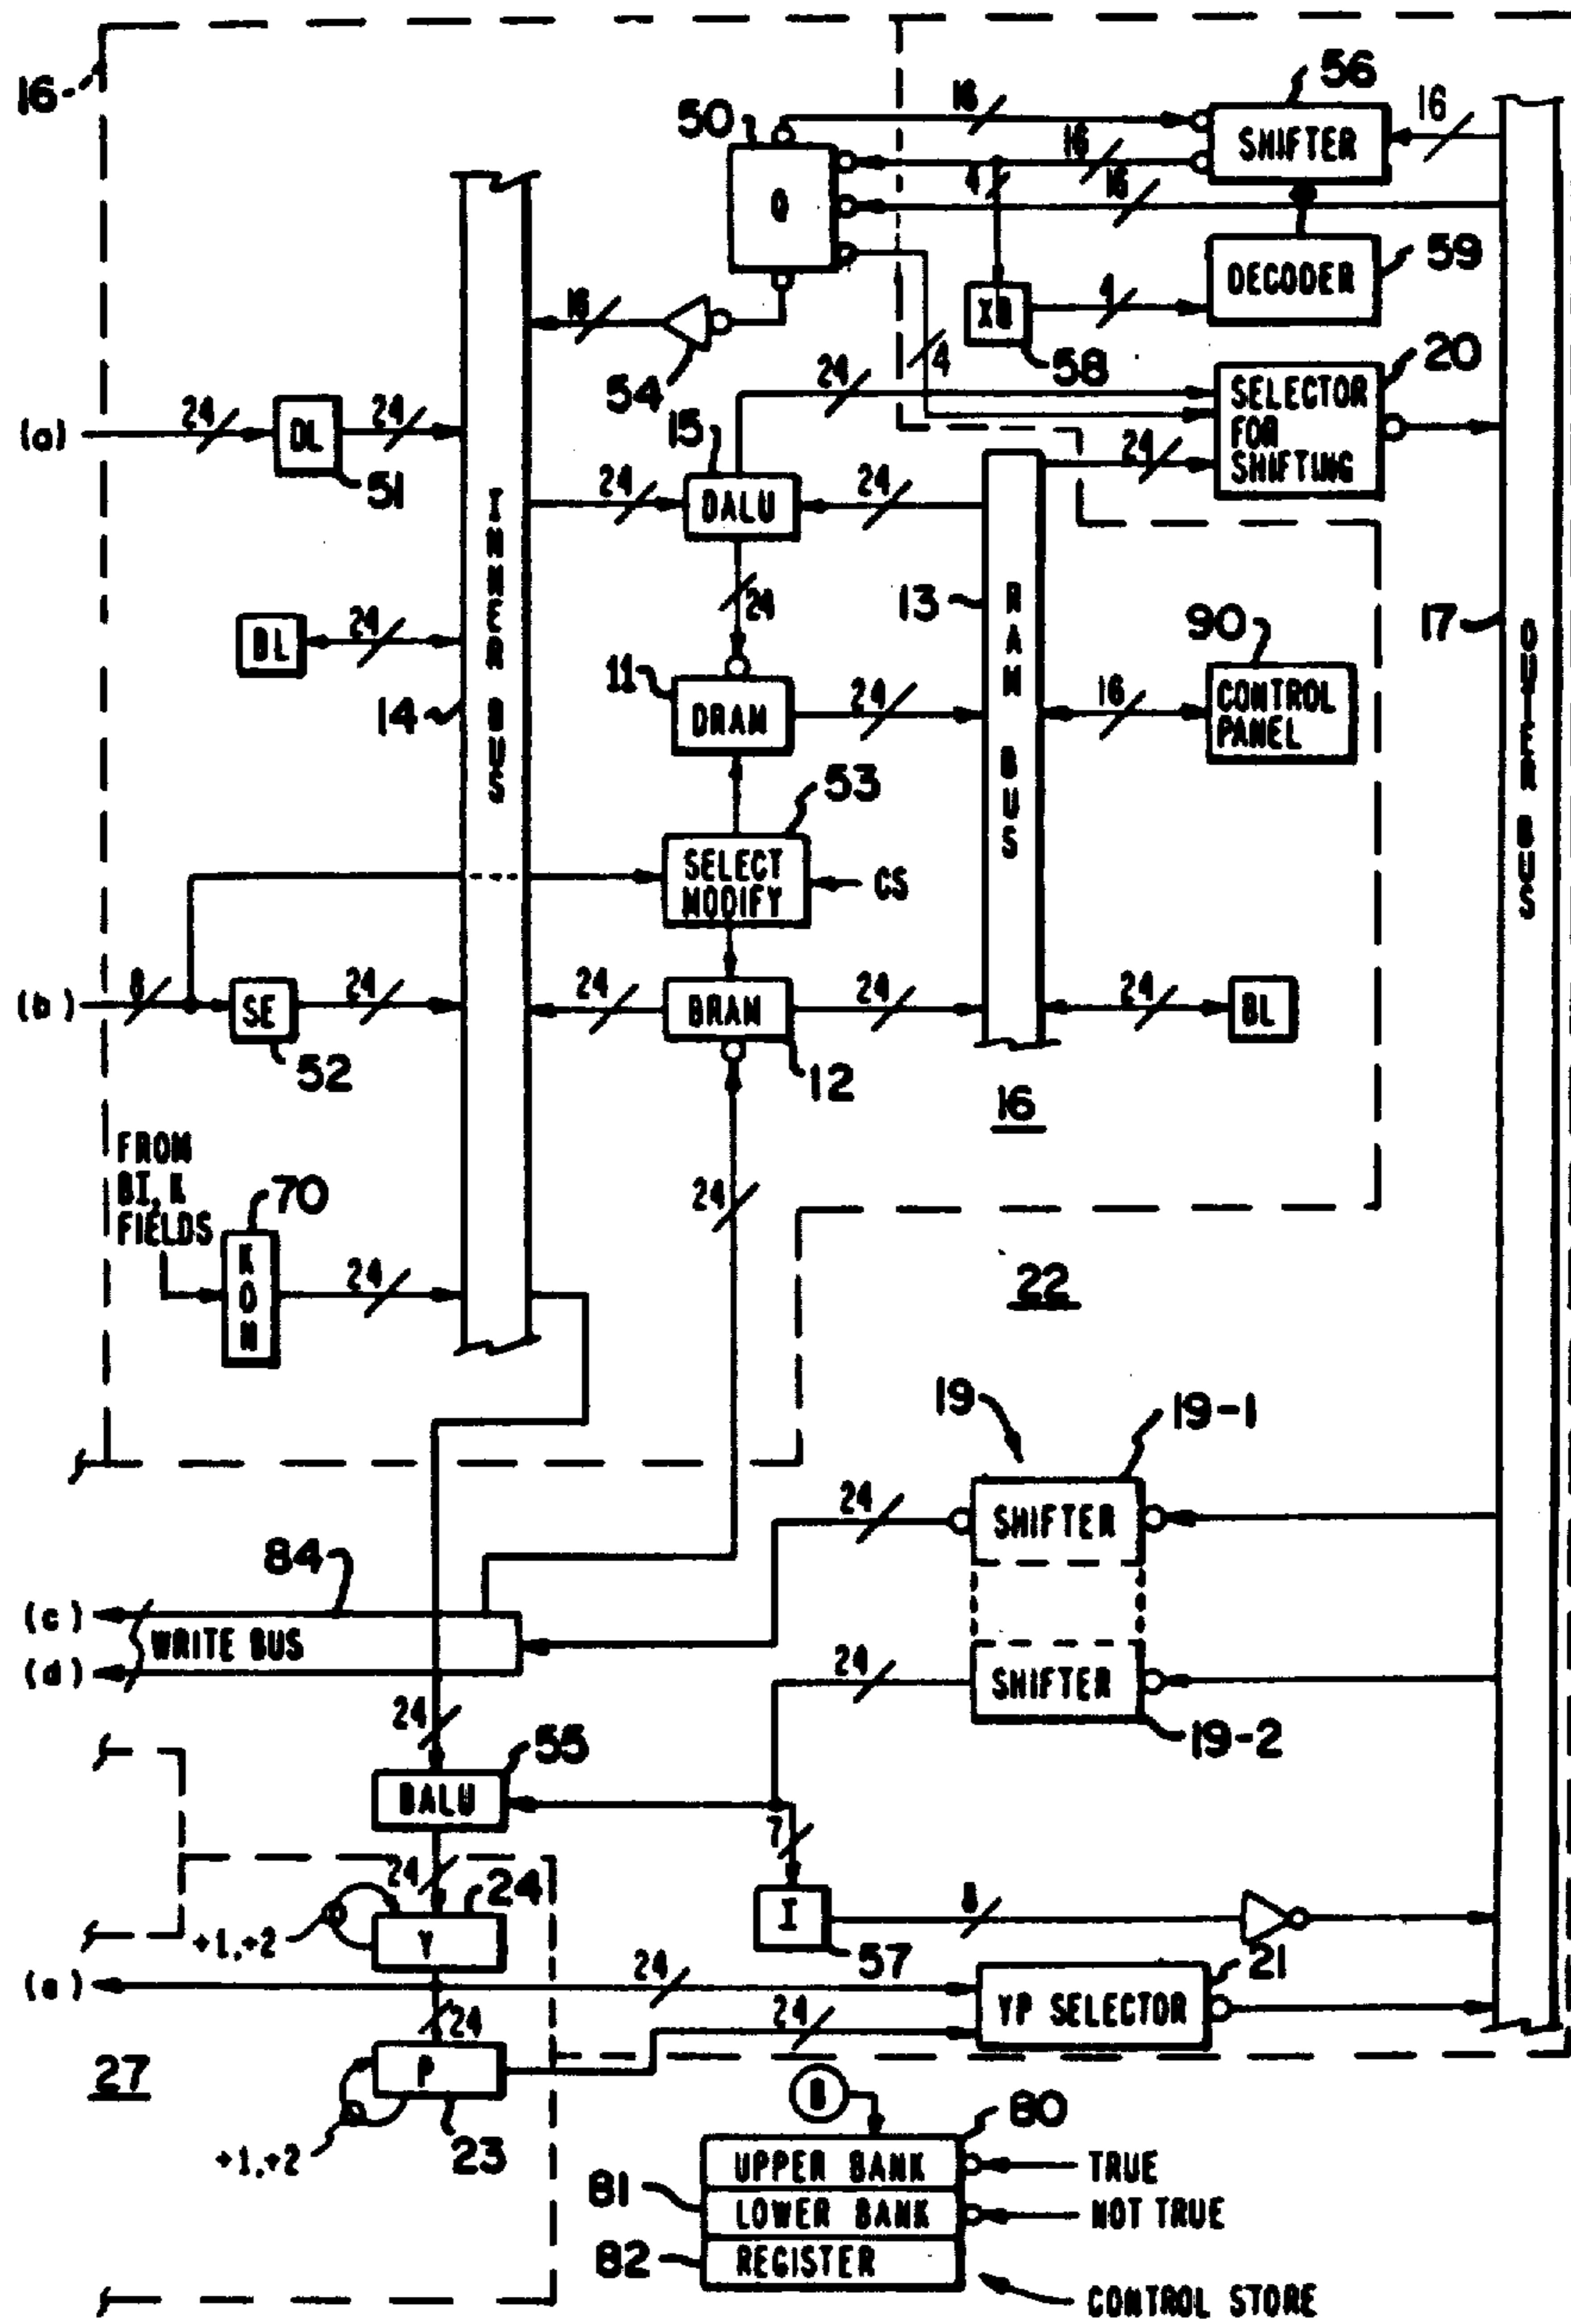 16
50
16
56
SHIFTER
16
16
4
16
Q
DECODER
59
XB
58
4
16
54
4
20
SELECTOR
FOR
SHIFTING
24
24
(a)
24
DL
51
24
24
15
DALU
24
24
INNER BUS
14
BL
24
11
DRAM
24
13
RAM BUS
16
90
CONTROL
PANEL
17
OUTER BUS
53
SELECT
MODIFY
CS
(b)
8
SE
52
24
24
BRAM
12
24
24
BL
16
FROM
BI, K
FIELDS
70
KON
24
24
22
19
19-1
24
SHIFTER
84
(c)
WRITE BUS
(d)
24
SHIFTER
19-2
24
55
BALU
7
24
24
Y
+1,+2
I
57
8
(a)
24
21
YP SELECTOR
24
24
27
P
23
+1,+2
B
80
UPPER BANK
TRUE
81
LOWER BANK
NOT TRUE
82
REGISTER
CONTROL STORE